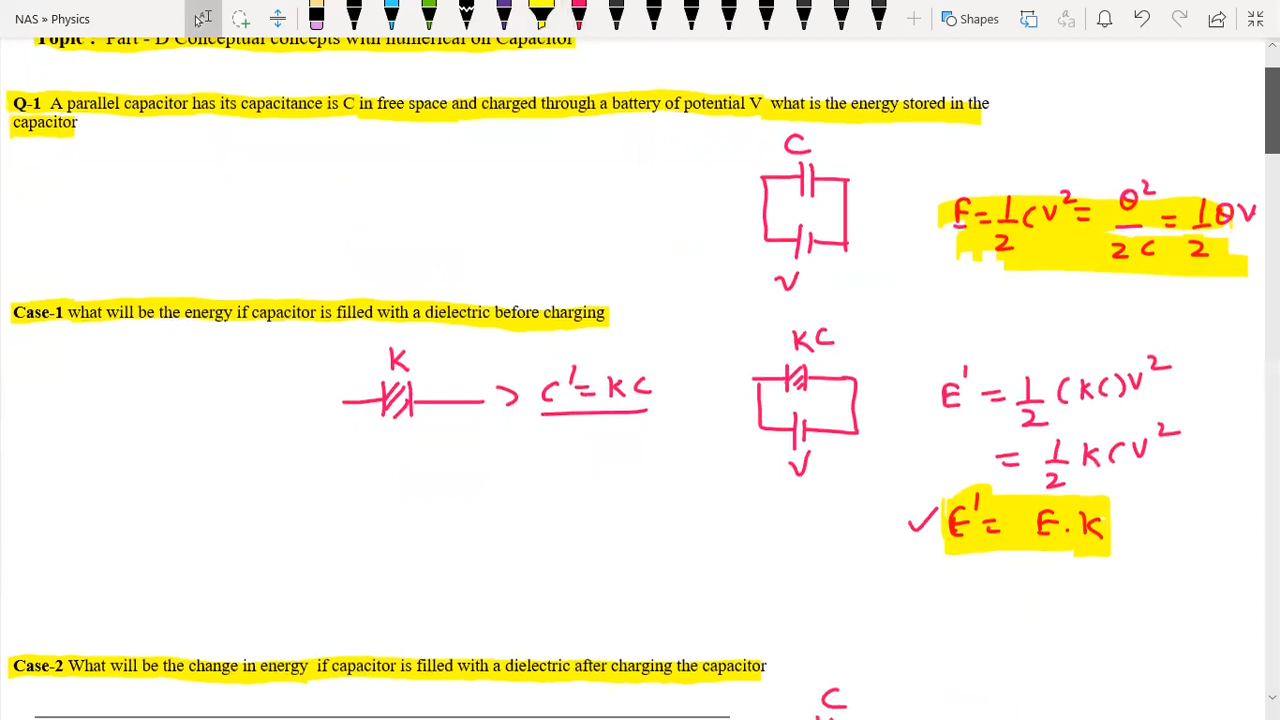 NAS » Physics
Shapes
Topic : Part - D Conceptual concepts with numerical on Capacitor
Q-1 A parallel capacitor has its capacitance is C in free space and charged through a battery of potential V what is the energy stored in the
capacitor
C
E = 1/2 CV² = Q²/2C = 1/2 QV
V
Case-1 what will be the energy if capacitor is filled with a dielectric before charging
K
C' = KC
KC
V
E' = 1/2 (KC)V²
= 1/2 KCV²
✓ E' = E.K
Case-2 What will be the change in energy if capacitor is filled with a dielectric after charging the capacitor
C